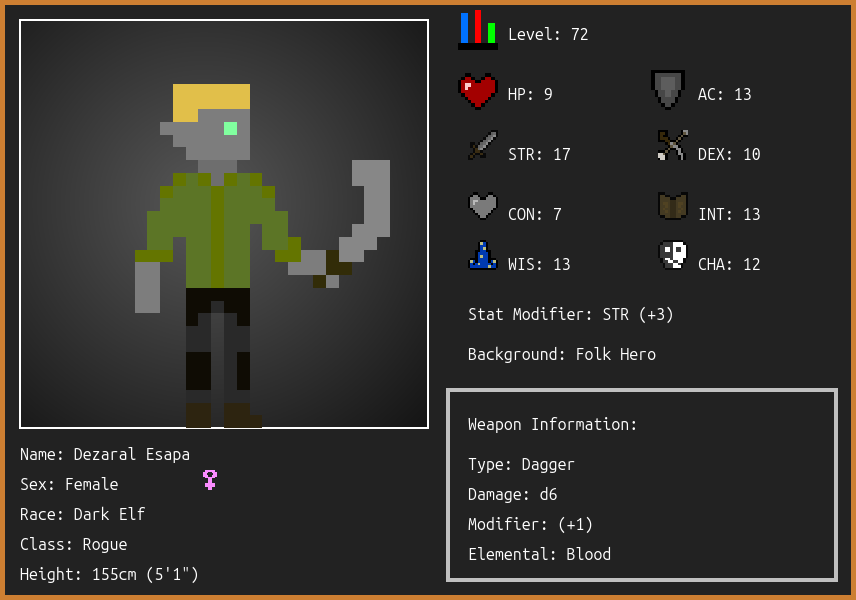 Level: 72
HP: 9
AC: 13
STR: 17
DEX: 10
CON: 7
INT: 13
WIS: 13
CHA: 12
Stat Modifier: STR (+3)
Background: Folk Hero
Weapon Information:
Type: Dagger
Damage: d6
Modifier: (+1)
Elemental: Blood
Name: Dezaral Esapa
Sex: Female
Race: Dark Elf
Class: Rogue
Height: 155cm (5'1")